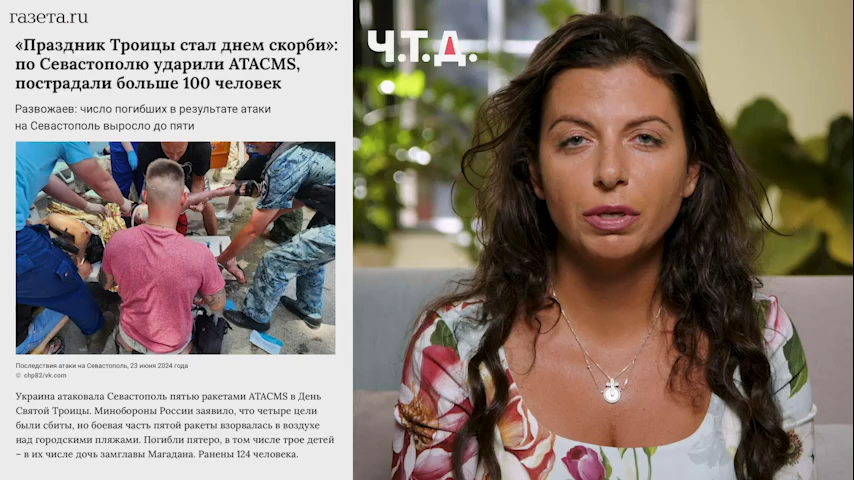 газета.ru
«Праздник Троицы стал днем скорби»:
по Севастополю ударили ATACMS,
пострадали больше 100 человек
Развожаев: число погибших в результате атаки
на Севастополь выросло до пяти
Последствия атаки на Севастополь, 23 июня 2024 года
© chp82/vk.com
Украина атаковала Севастополь пятью ракетами ATACMS в День
Святой Троицы. Минобороны России заявило, что четыре цели
были сбиты, но боевая часть пятой ракеты взорвалась в воздухе
над городскими пляжами. Погибли пятеро, в том числе трое детей
– в их числе дочь замглавы Магадана. Ранены 124 человека.
Ч.Т.Д.